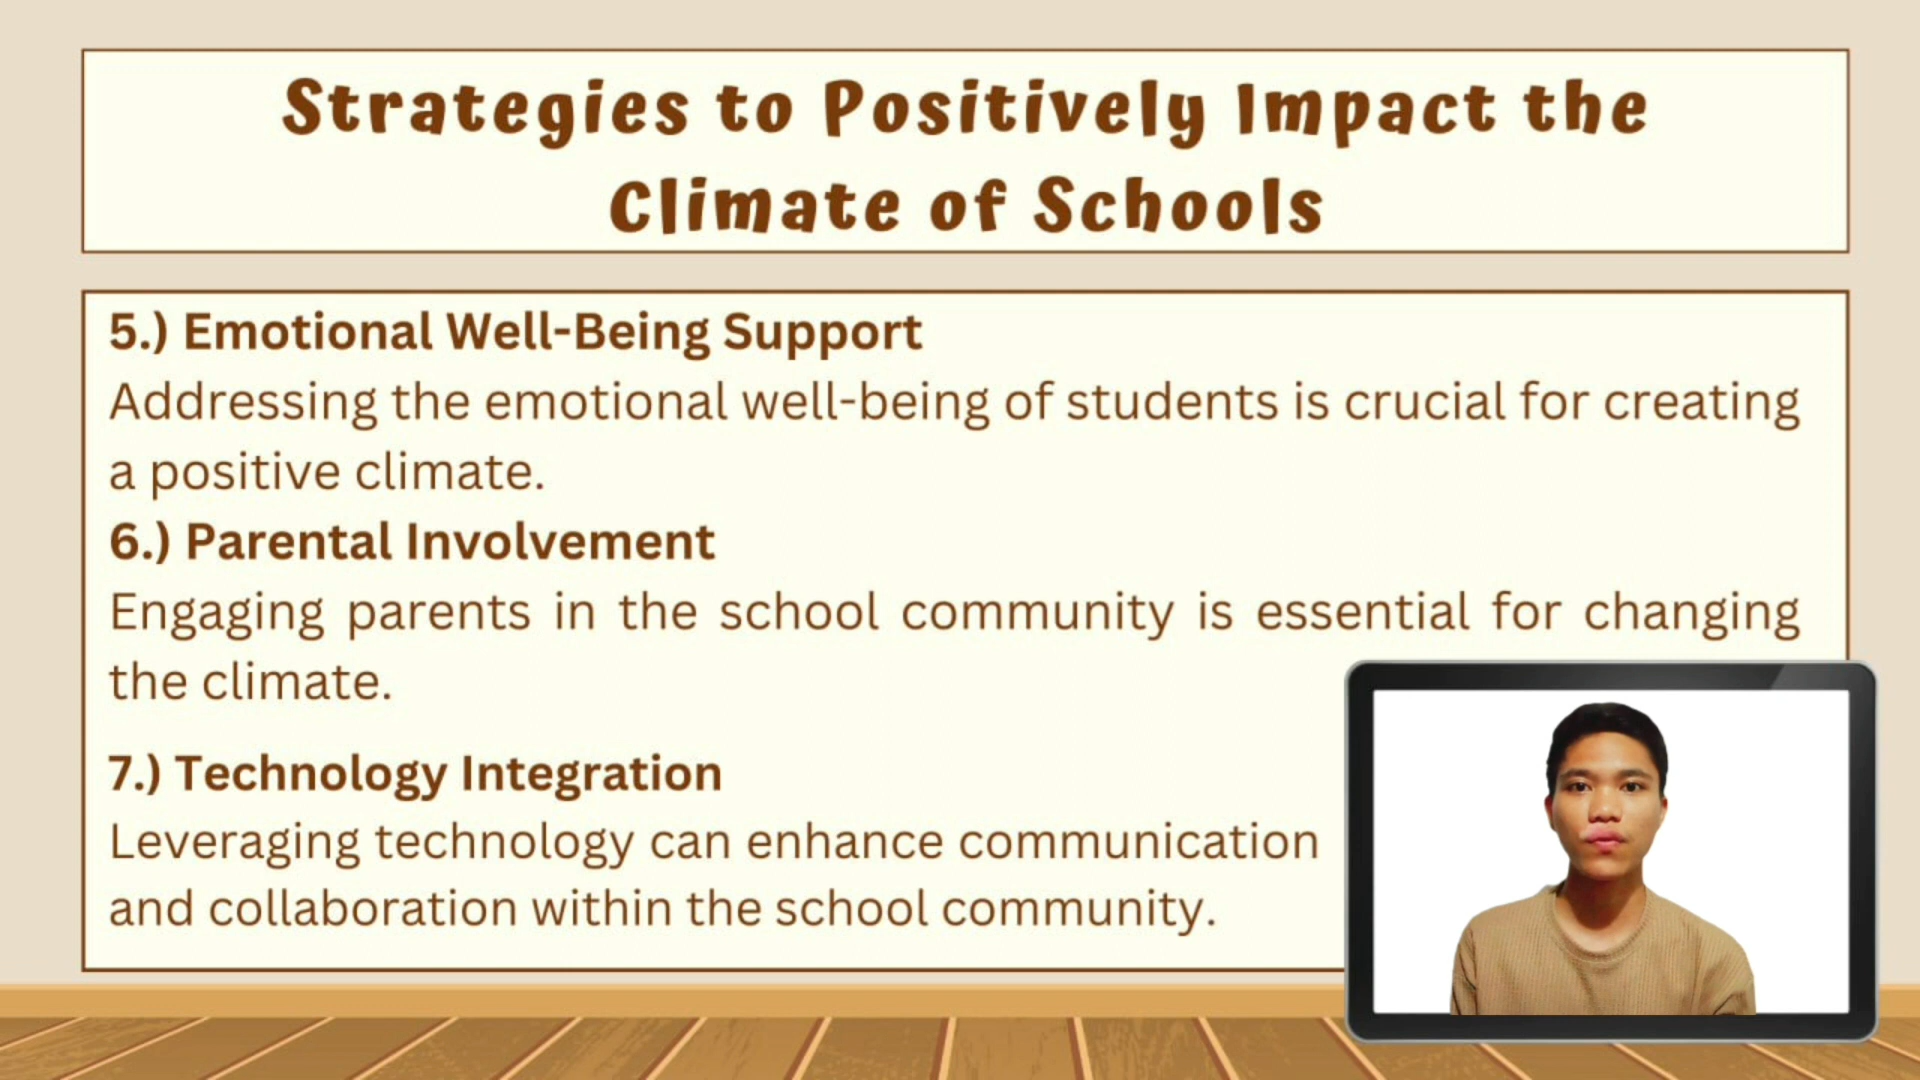 Strategies to Positively Impact the
Climate of Schools
5.) Emotional Well-Being Support
Addressing the emotional well-being of students is crucial for creating
a positive climate.
6.) Parental Involvement
Engaging parents in the school community is essential for changing
the climate.
7.) Technology Integration
Leveraging technology can enhance communication
and collaboration within the school community.